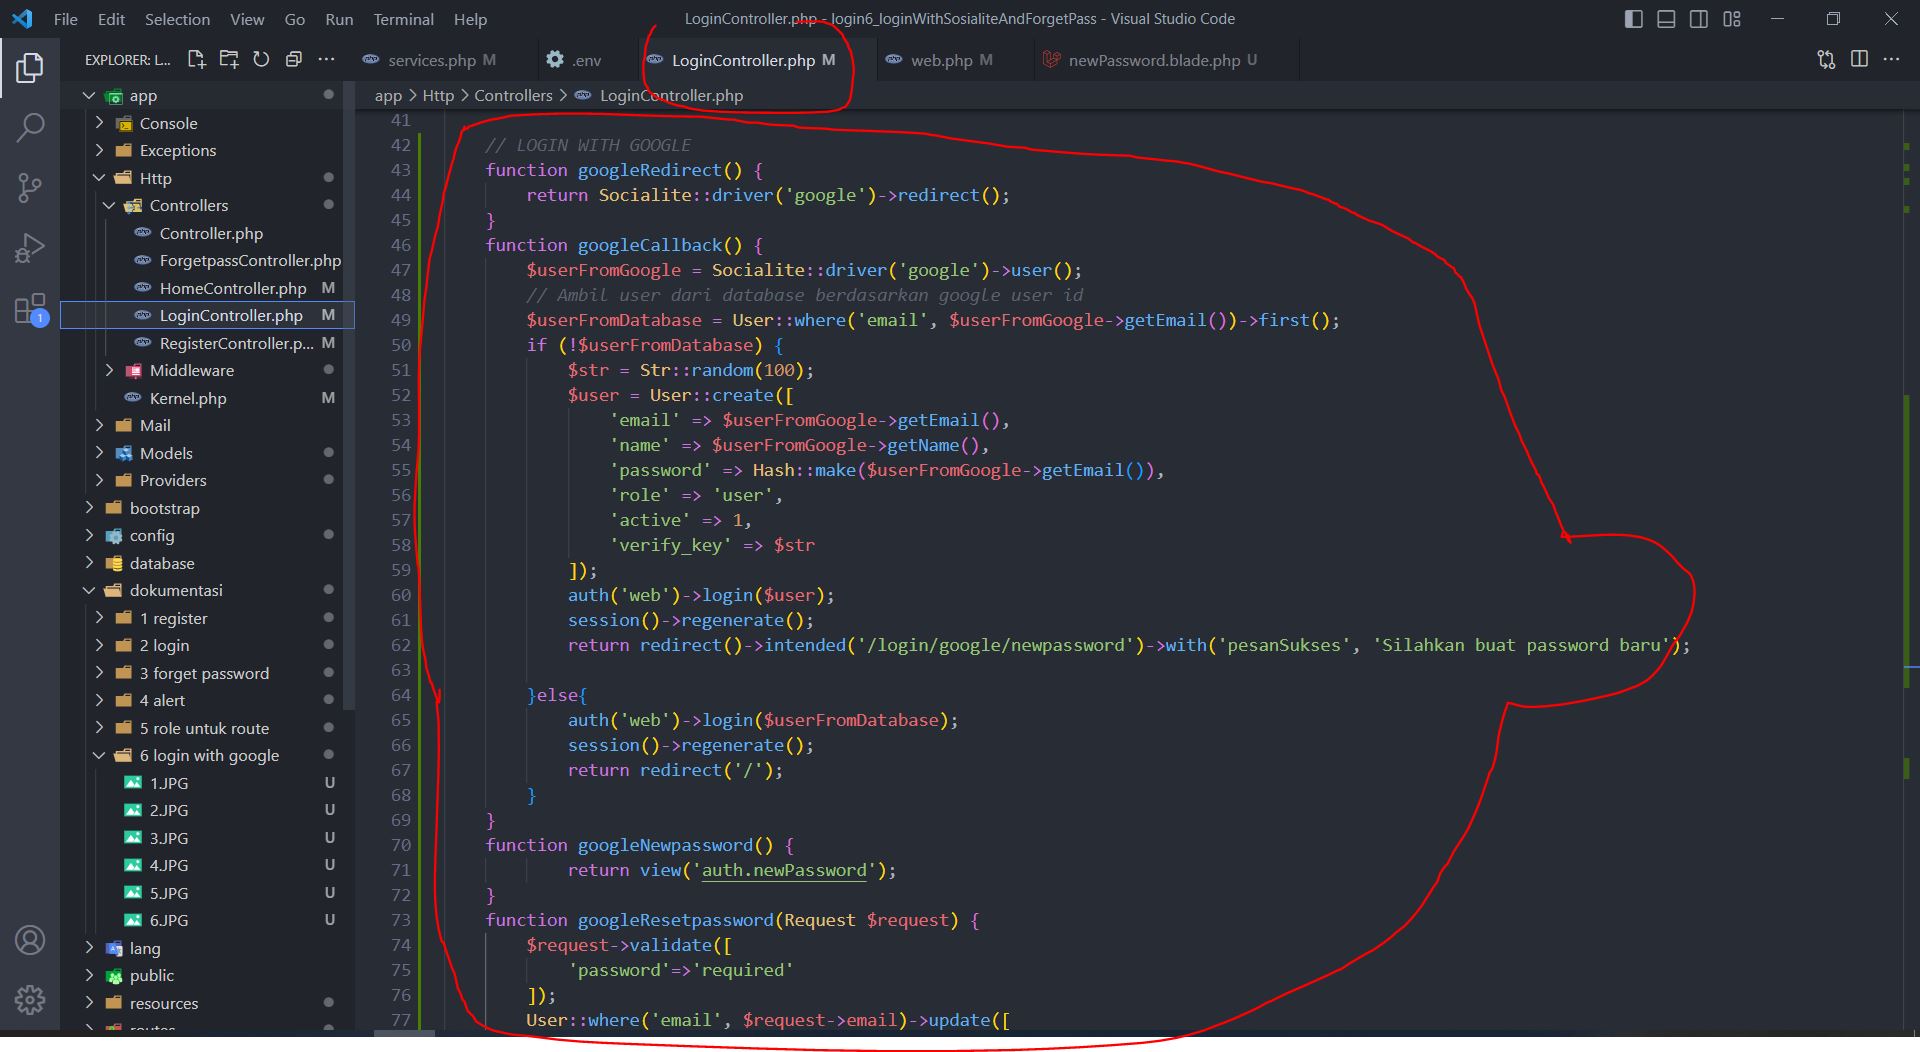 File Edit Selection View Go Run Terminal Help
LoginController.php - login6_loginWithSosialiteAndForgetPass - Visual Studio Code
EXPLORER: L...
services.php M
.env
LoginController.php M
web.php M
newPassword.blade.php U
app > Http > Controllers > LoginController.php
app
Console
Exceptions
Http
Controllers
Controller.php
ForgetpassController.php
HomeController.php M
LoginController.php M
RegisterController.p... M
Middleware
Kernel.php M
Mail
Models
Providers
bootstrap
config
database
dokumentasi
1 register
2 login
3 forget password
4 alert
5 role untuk route
6 login with google
1.JPG U
2.JPG U
3.JPG U
4.JPG U
5.JPG U
6.JPG U
lang
public
resources
routes
1
41
42 // LOGIN WITH GOOGLE
43 function googleRedirect() {
44 return Socialite::driver('google')->redirect();
45 }
46 function googleCallback() {
47 $userFromGoogle = Socialite::driver('google')->user();
48 // Ambil user dari database berdasarkan google user id
49 $userFromDatabase = User::where('email', $userFromGoogle->getEmail())->first();
50 if (!$userFromDatabase) {
51 $str = Str::random(100);
52 $user = User::create([
53 'email' => $userFromGoogle->getEmail(),
54 'name' => $userFromGoogle->getName(),
55 'password' => Hash::make($userFromGoogle->getEmail()),
56 'role' => 'user',
57 'active' => 1,
58 'verify_key' => $str
59 ]);
60 auth('web')->login($user);
61 session()->regenerate();
62 return redirect()->intended('/login/google/newpassword')->with('pesanSukses', 'Silahkan buat password baru');
63
64 }else{
65 auth('web')->login($userFromDatabase);
66 session()->regenerate();
67 return redirect('/');
68 }
69 }
70 function googleNewpassword() {
71 return view('auth.newPassword');
72 }
73 function googleResetpassword(Request $request) {
74 $request->validate([
75 'password'=>'required'
76 ]);
77 User::where('email', $request->email)->update([